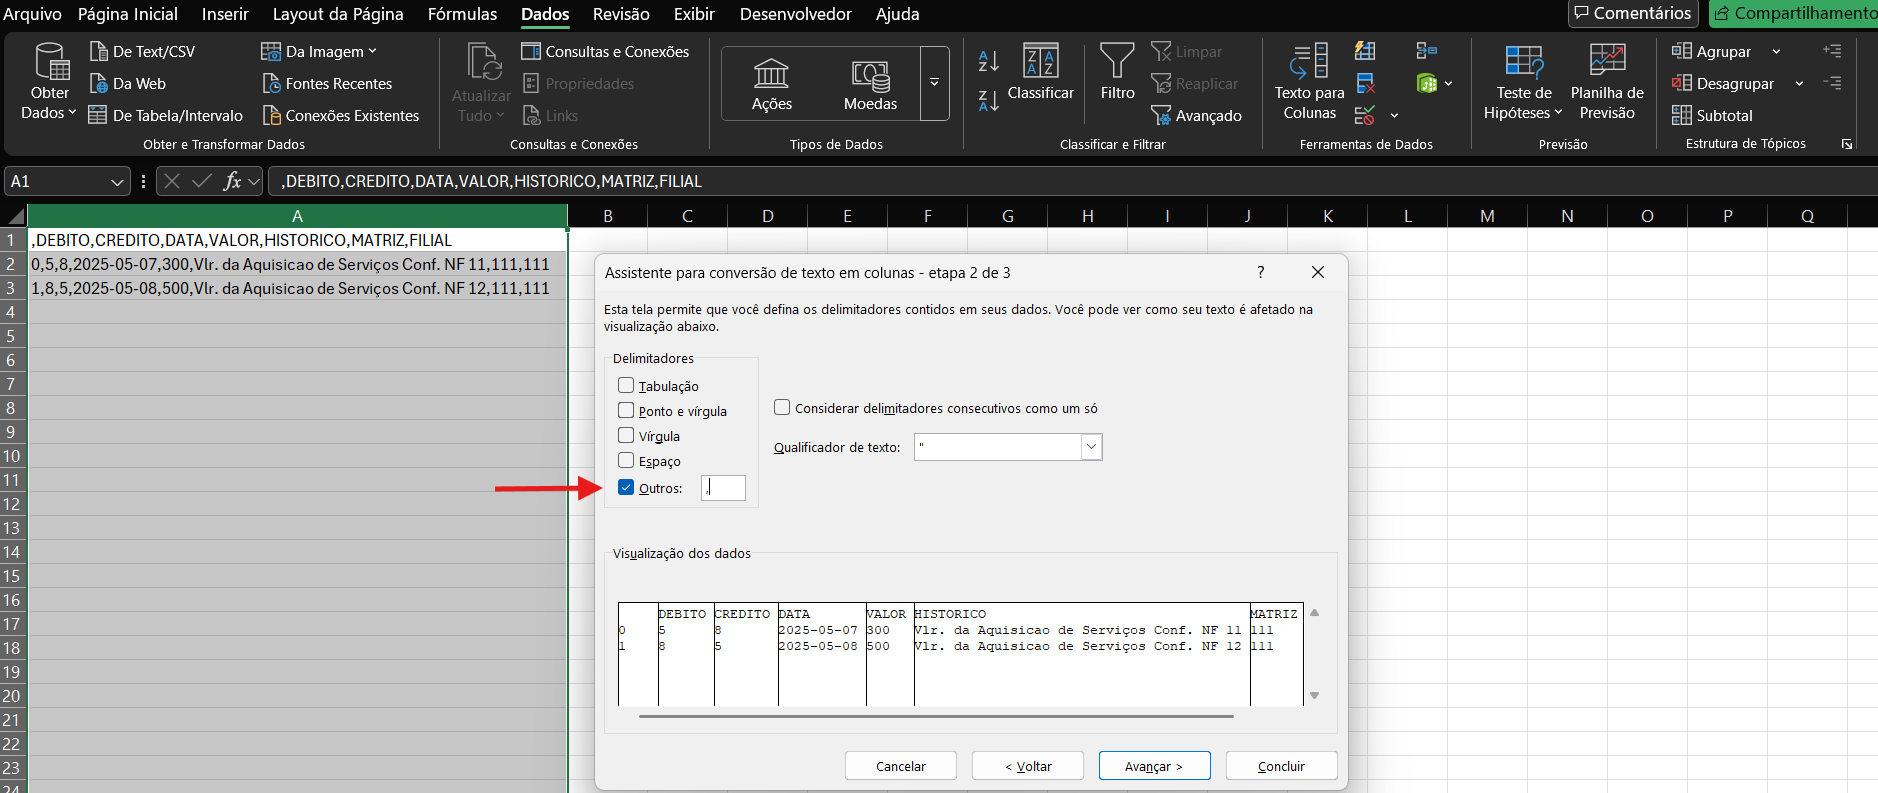 Arquivo Página Inicial Inserir Layout da Página Fórmulas Dados Revisão Exibir Desenvolvedor Ajuda Comentários Compartilhamento
Obter Dados
De Text/CSV
Da Web
De Tabela/Intervalo
Da Imagem
Fontes Recentes
Conexões Existentes
Obter e Transformar Dados
Atualizar Tudo
Consultas e Conexões
Propriedades
Links
Consultas e Conexões
Ações
Moedas
Tipos de Dados
Classificar
Filtro
Limpar
Reaplicar
Avançado
Classificar e Filtrar
Texto para Colunas
Ferramentas de Dados
Teste de Hipóteses
Planilha de Previsão
Previsão
Agrupar
Desagrupar
Subtotal
Estrutura de Tópicos
A1 fx ,DEBITO,CREDITO,DATA,VALOR,HISTORICO,MATRIZ,FILIAL
A B C D E F G H I J K L M N O P Q
1 ,DEBITO,CREDITO,DATA,VALOR,HISTORICO,MATRIZ,FILIAL
2 0,5,8,2025-05-07,300,Vlr. da Aquisicao de Serviços Conf. NF 11,111,111
3 1,8,5,2025-05-08,500,Vlr. da Aquisicao de Serviços Conf. NF 12,111,111
4
5
6
7
8
9
10
11
12
13
14
15
16
17
18
19
20
21
22
23
24
Assistente para conversão de texto em colunas - etapa 2 de 3 ?
Esta tela permite que você defina os delimitadores contidos em seus dados. Você pode ver como seu texto é afetado na
visualização abaixo.
Delimitadores
Tabulação
Ponto e vírgula
Vírgula
Espaço
Outros: ,
Considerar delimitadores consecutivos como um só
Qualificador de texto: "
Visualização dos dados
DEBITO CREDITO DATA VALOR HISTORICO MATRIZ
0 5 8 2025-05-07 300 Vlr. da Aquisicao de Serviços Conf. NF 11 111
1 8 5 2025-05-08 500 Vlr. da Aquisicao de Serviços Conf. NF 12 111
Cancelar < Voltar Avançar > Concluir